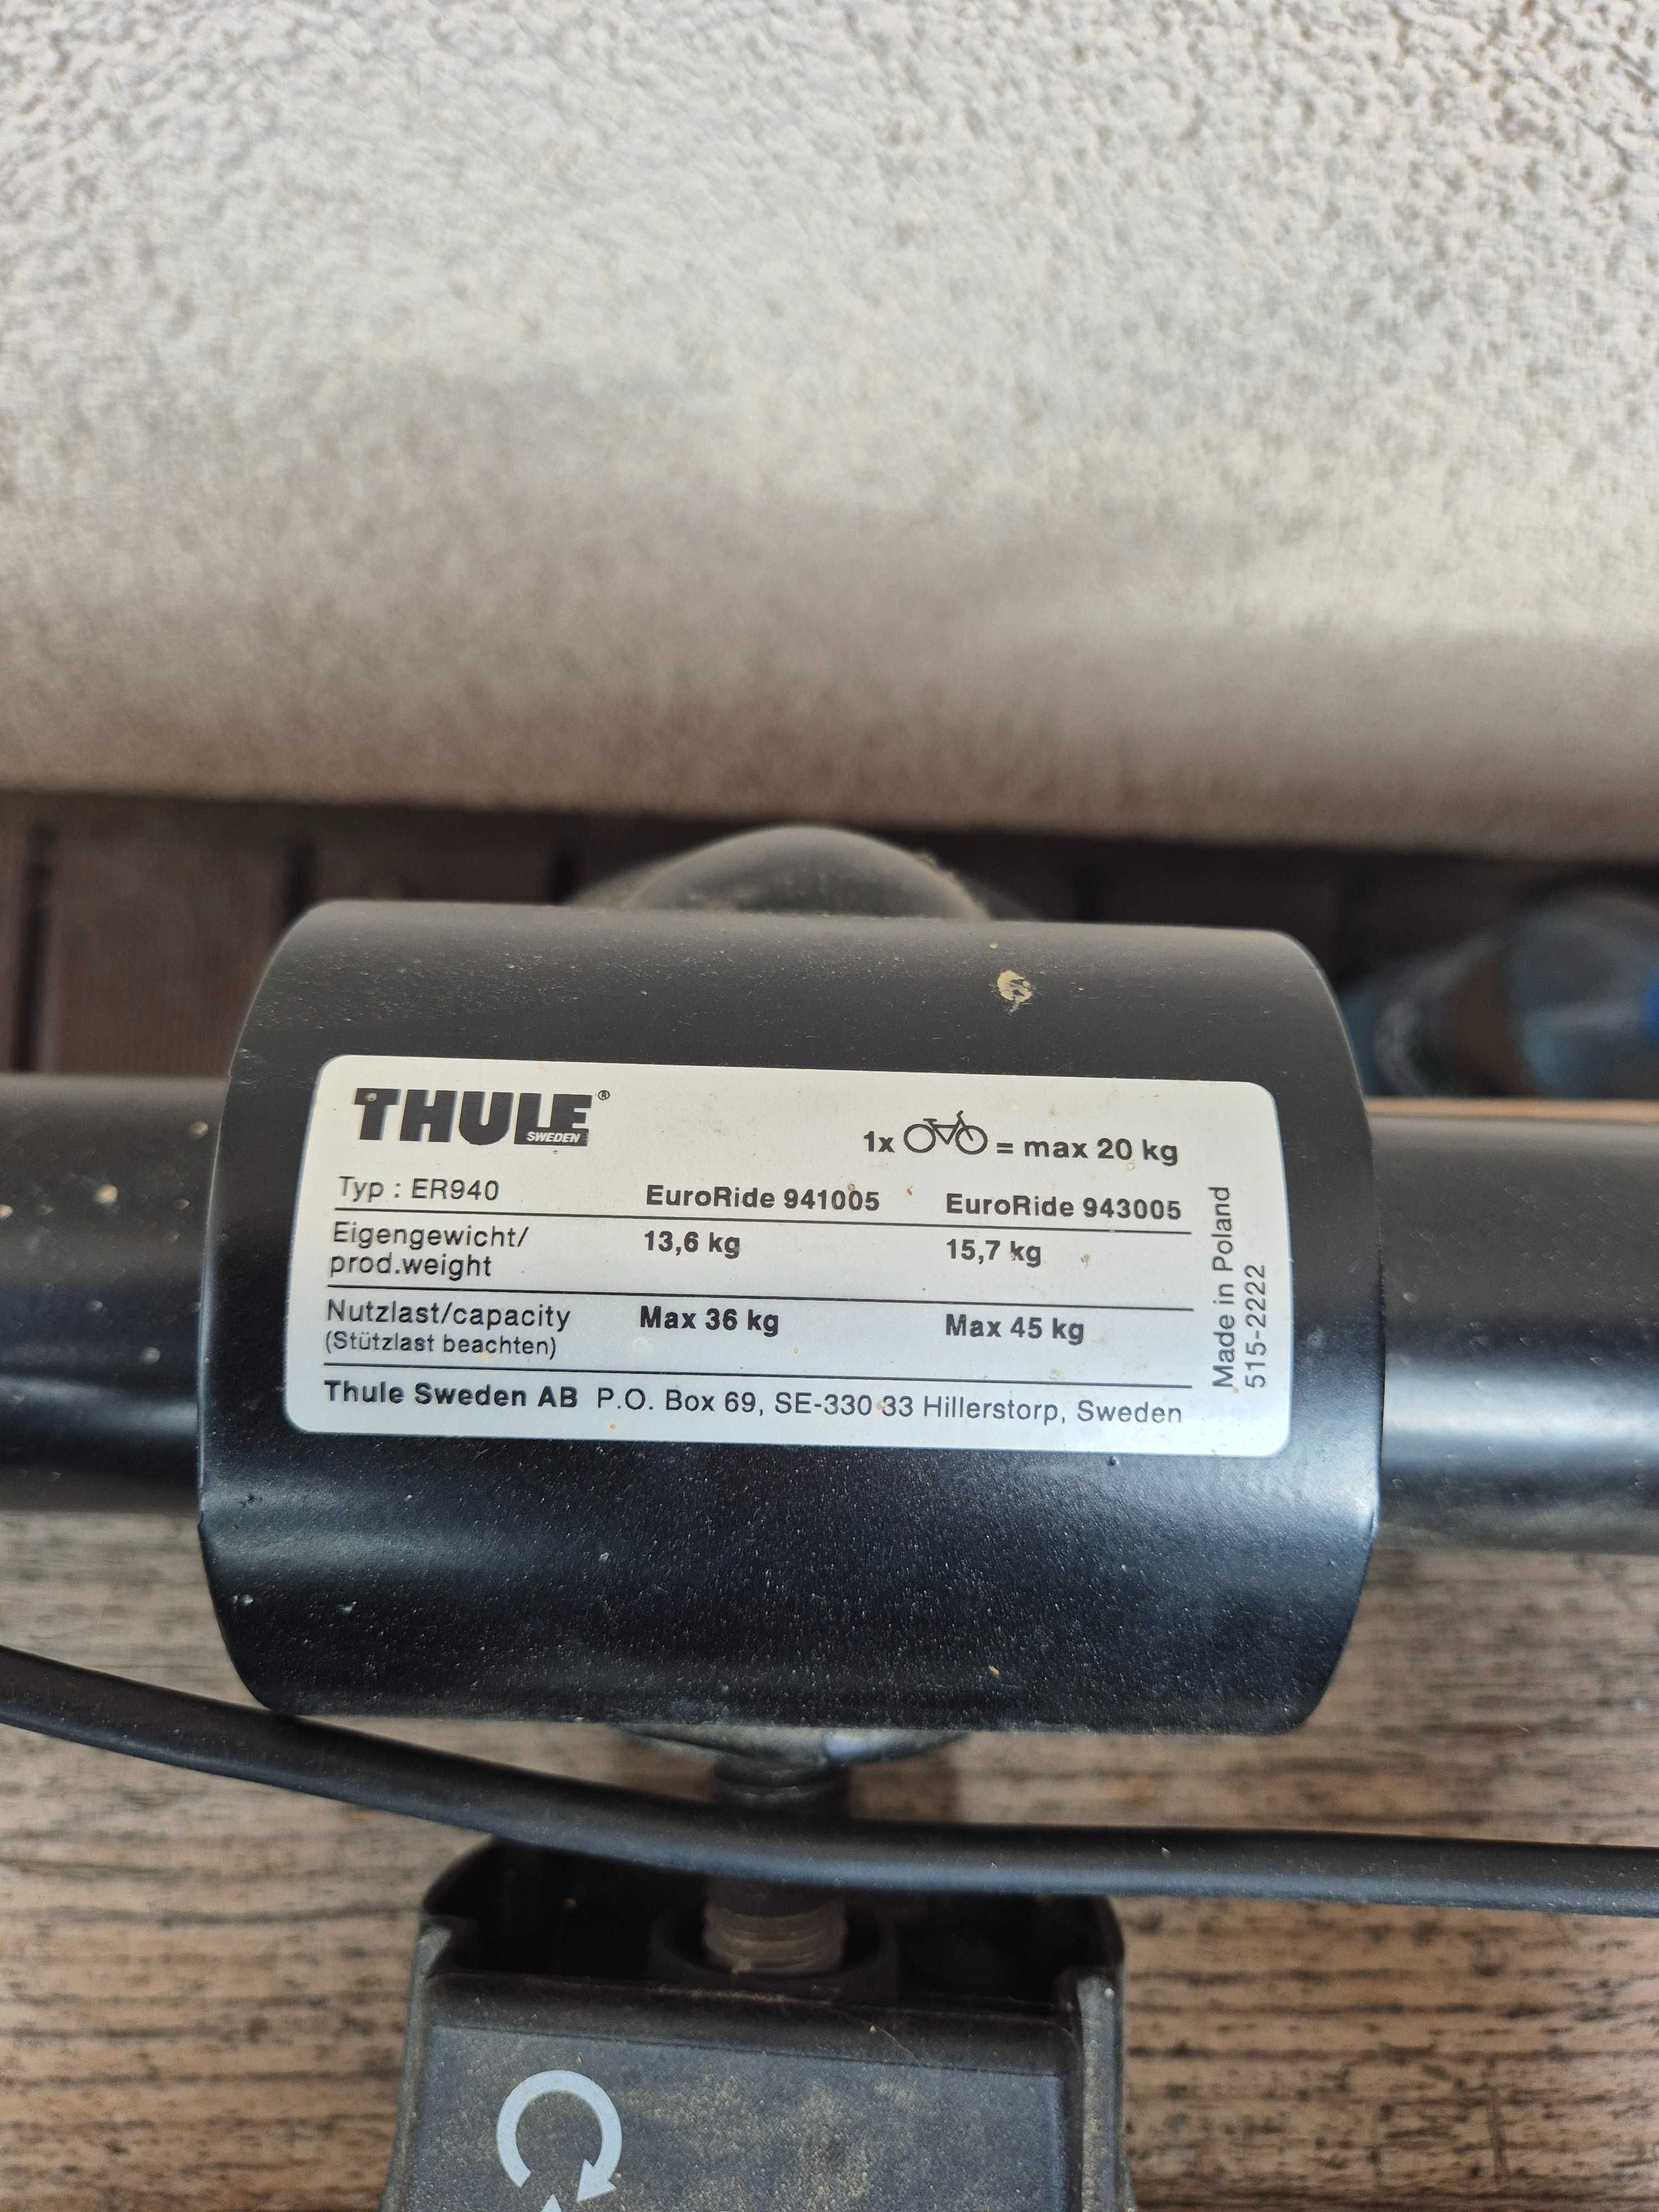 THULE®
SWEDEN
1x = max 20 kg
Typ : ER940 EuroRide 941005 EuroRide 943005
Eigengewicht/ 13,6 kg 15,7 kg
prod.weight
Nutzlast/capacity Max 36 kg Max 45 kg
(Stützlast beachten)
Thule Sweden AB P.O. Box 69, SE-330 33 Hillerstorp, Sweden
Made in Poland
515-2222